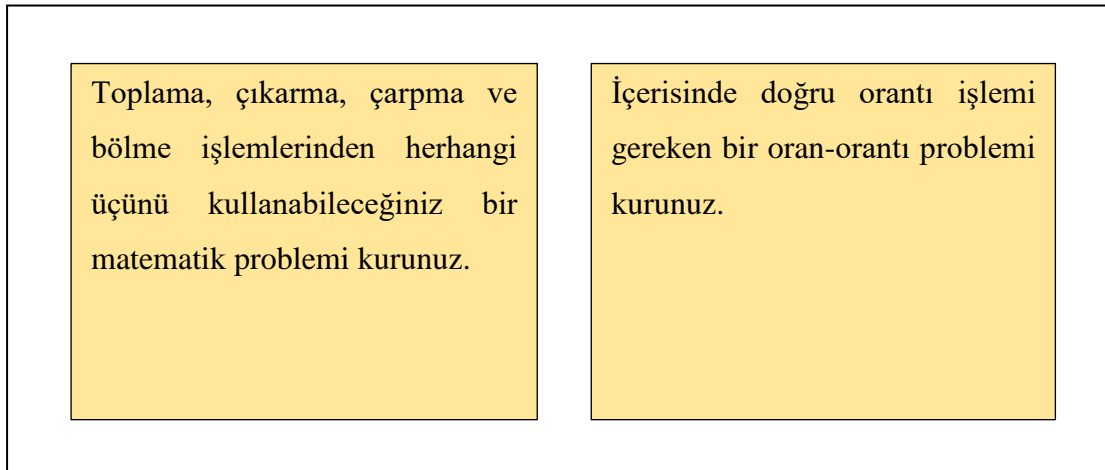 Toplama, çıkarma, çarpma ve
bölme işlemlerinden herhangi
üçünü kullanabileceğiniz bir
matematik problemi kurunuz.
İçerisinde doğru orantı işlemi
gereken bir oran-orantı problemi
kurunuz.